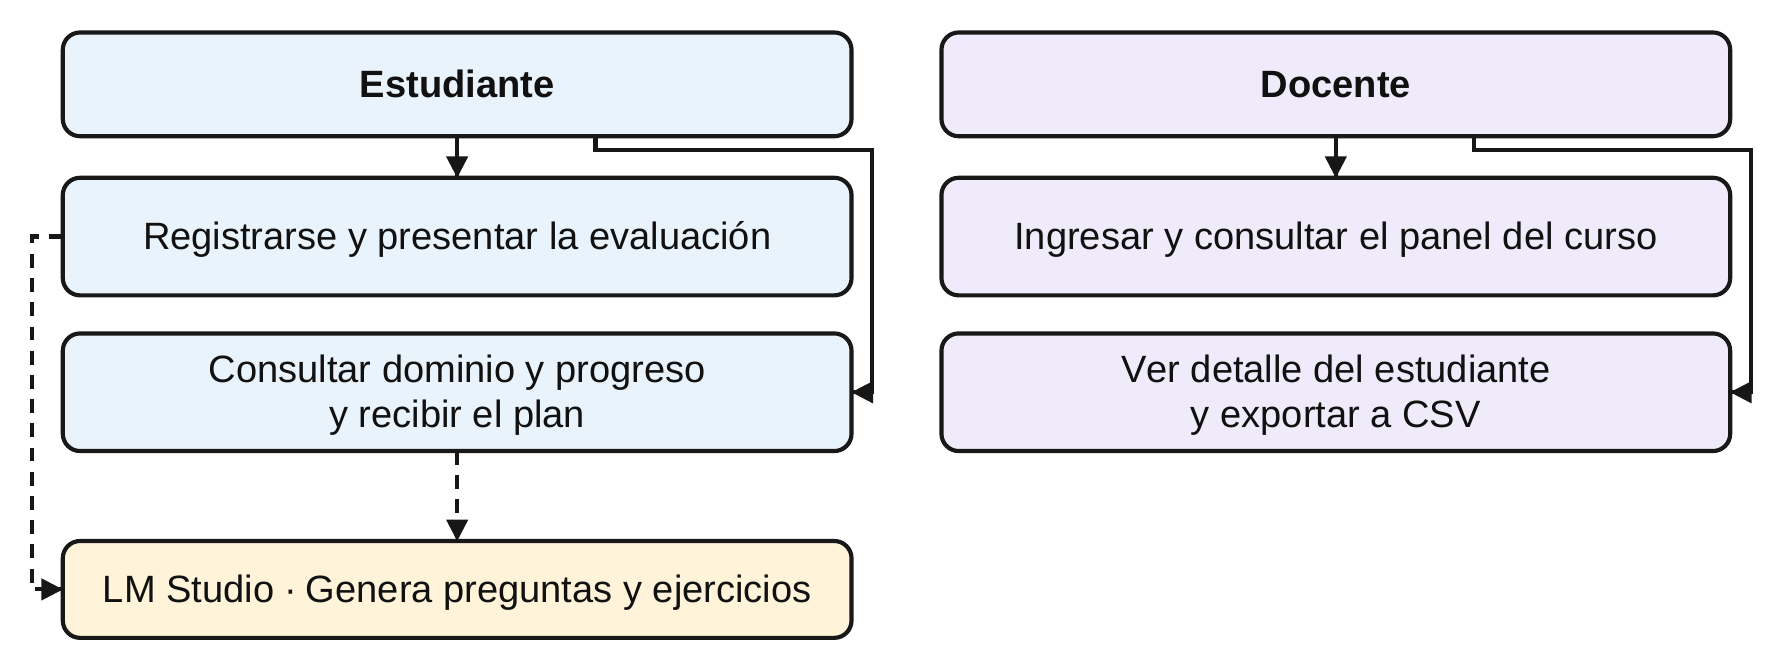 Estudiante
Registrarse y presentar la evaluación
Consultar dominio y progreso
y recibir el plan
LM Studio · Genera preguntas y ejercicios
Docente
Ingresar y consultar el panel del curso
Ver detalle del estudiante
y exportar a CSV